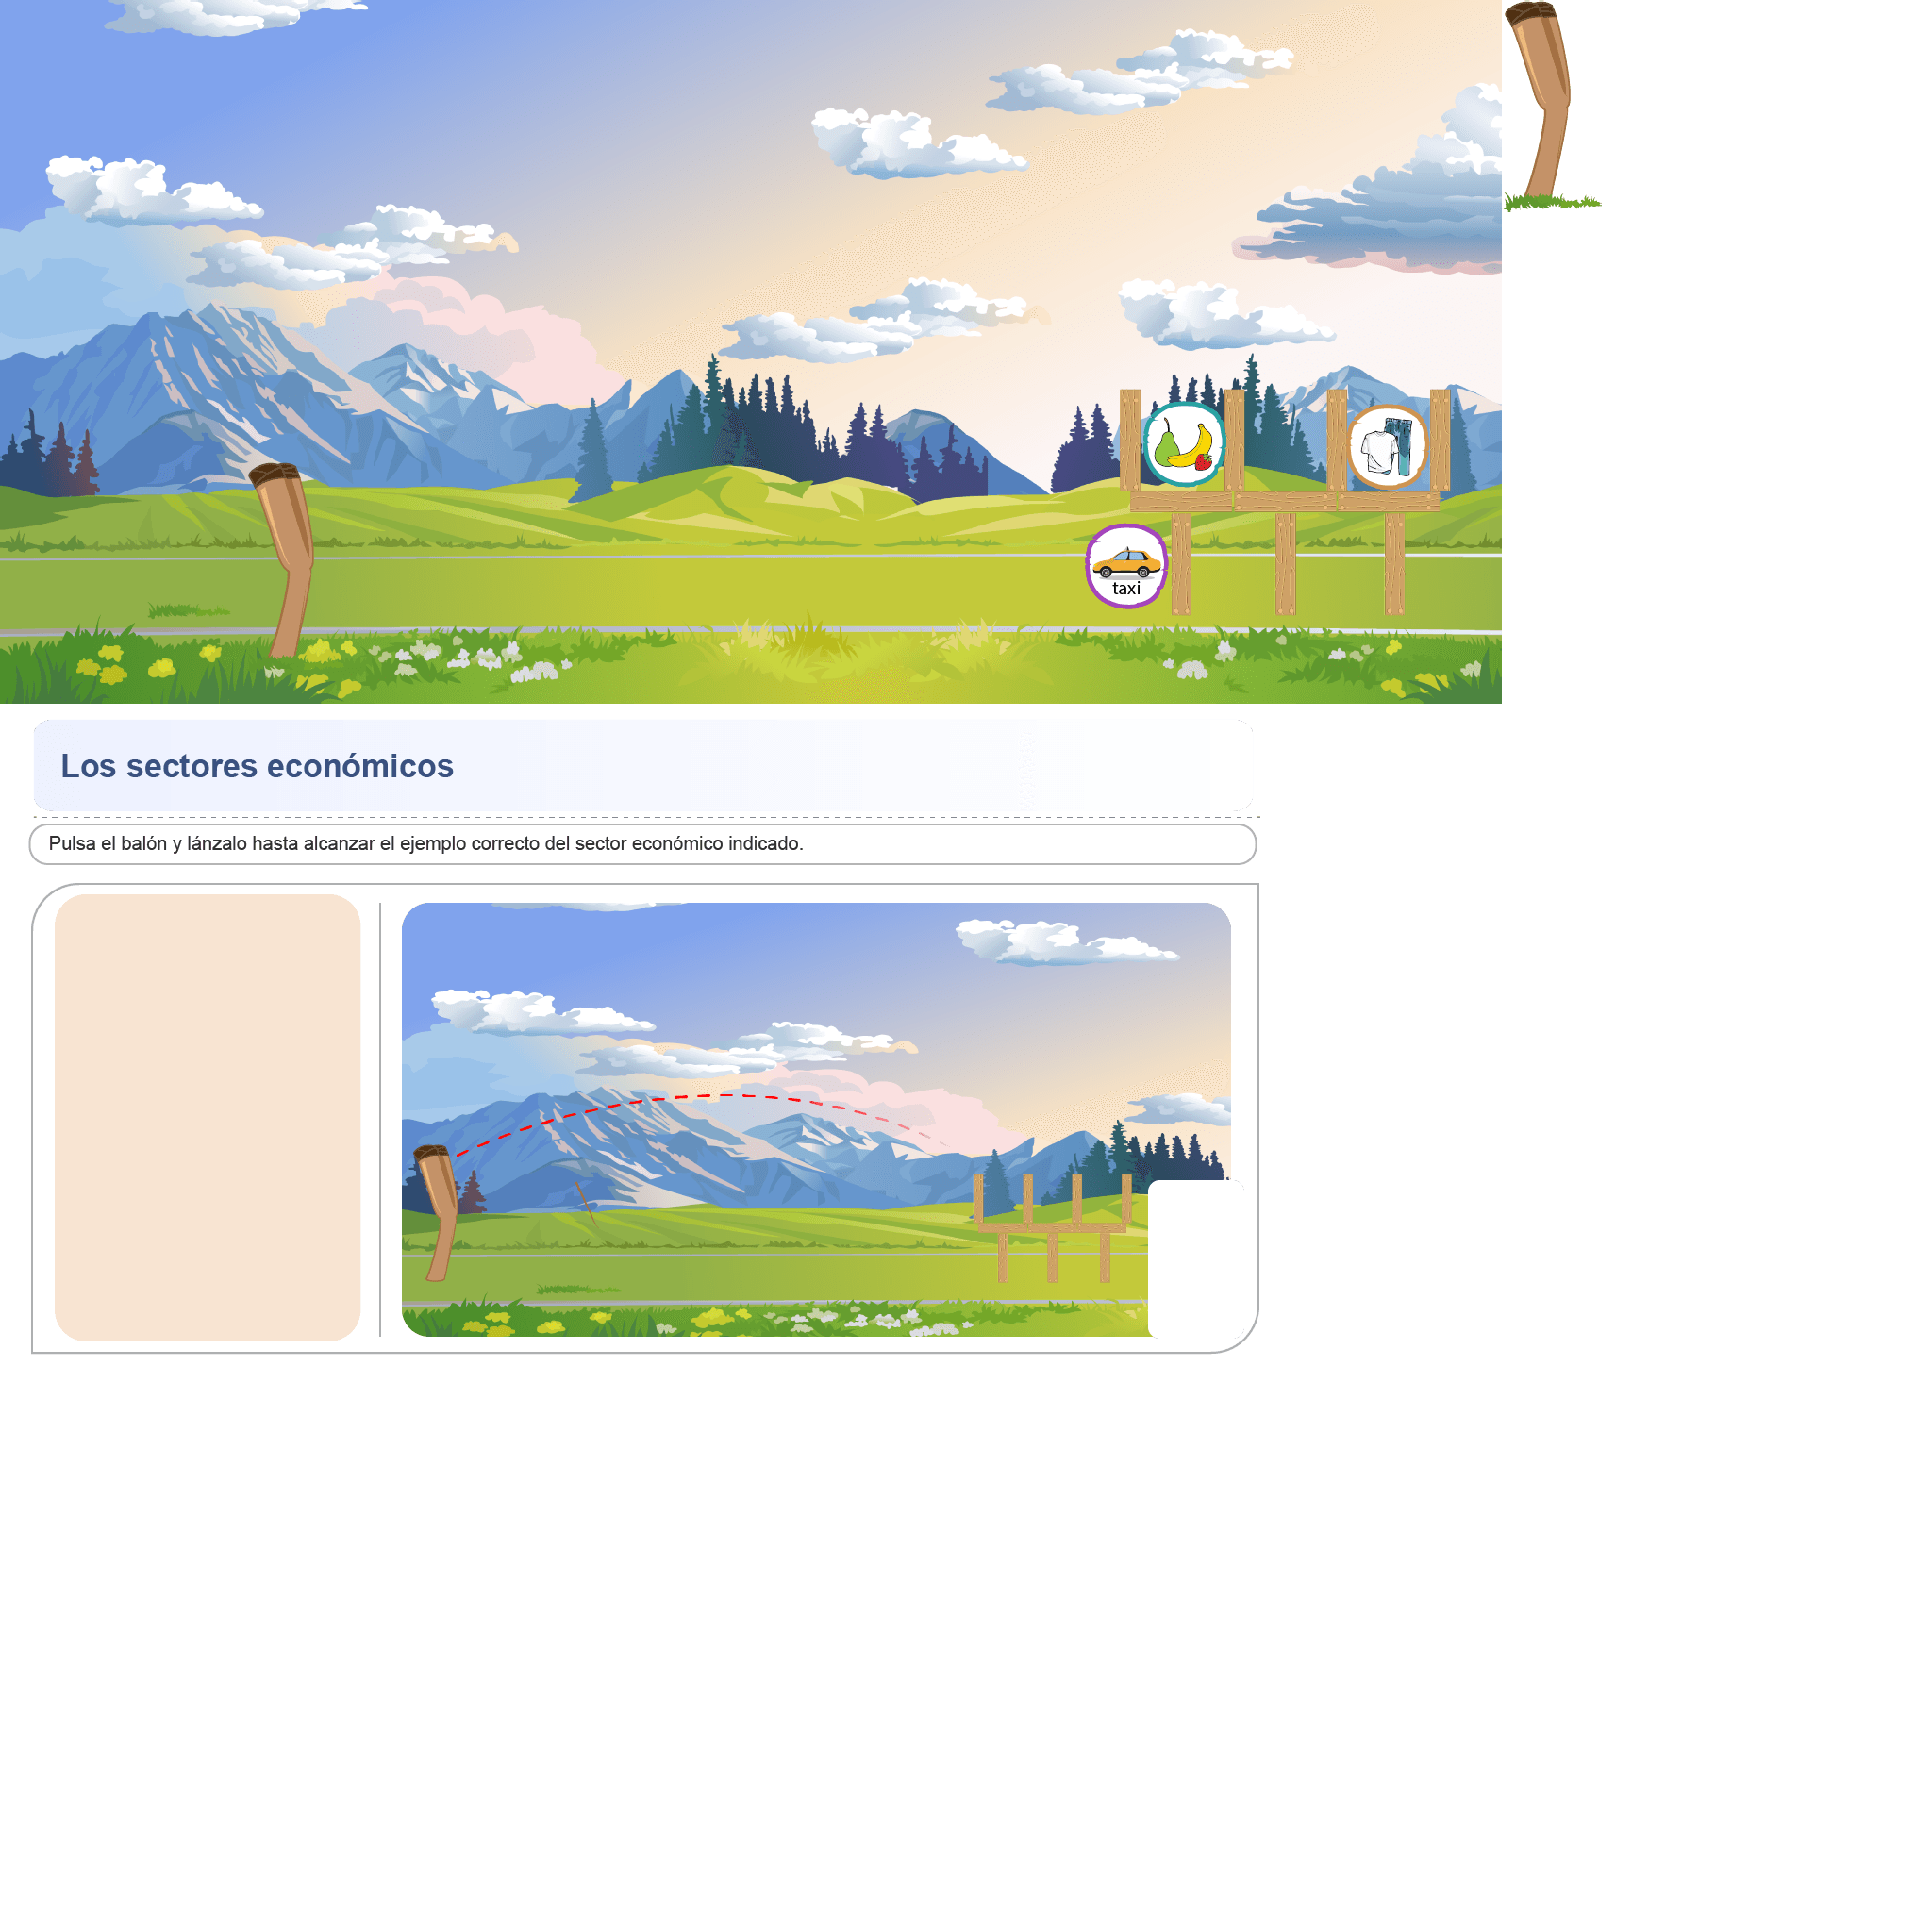 taxi
Los sectores económicos
Pulsa el balón y lánzalo hasta alcanzar el ejemplo correcto del sector económico indicado.